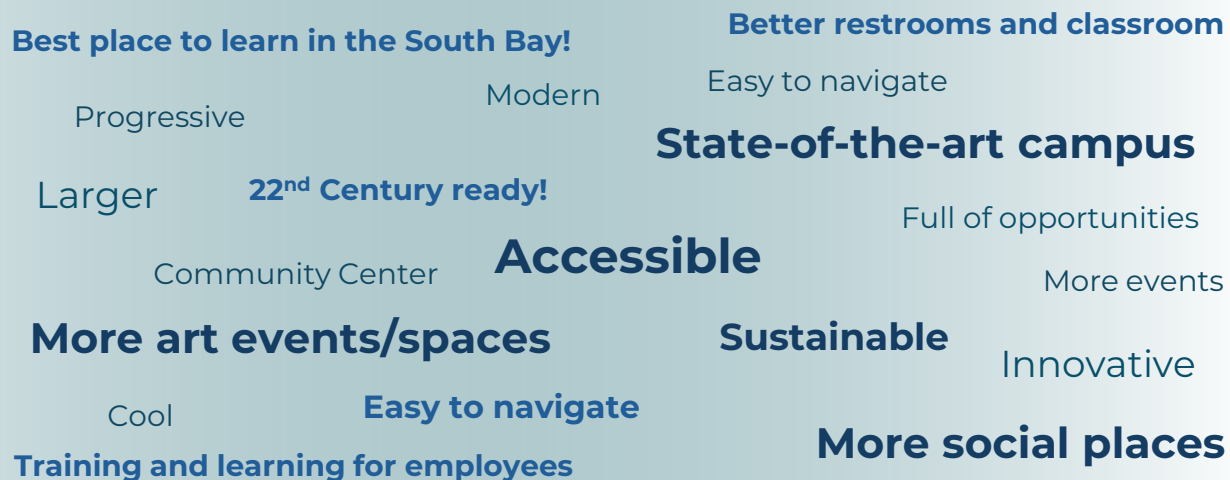 Better restrooms and classroom
Best place to learn in the South Bay!
Easy to navigate
Modern
Progressive
State-of-the-art campus
22nd Century ready!
Larger
Full of opportunities
Accessible
Community Center
More events
More art events/spaces
Sustainable
Innovative
Easy to navigate
Cool
More social places
Training and learning for employees